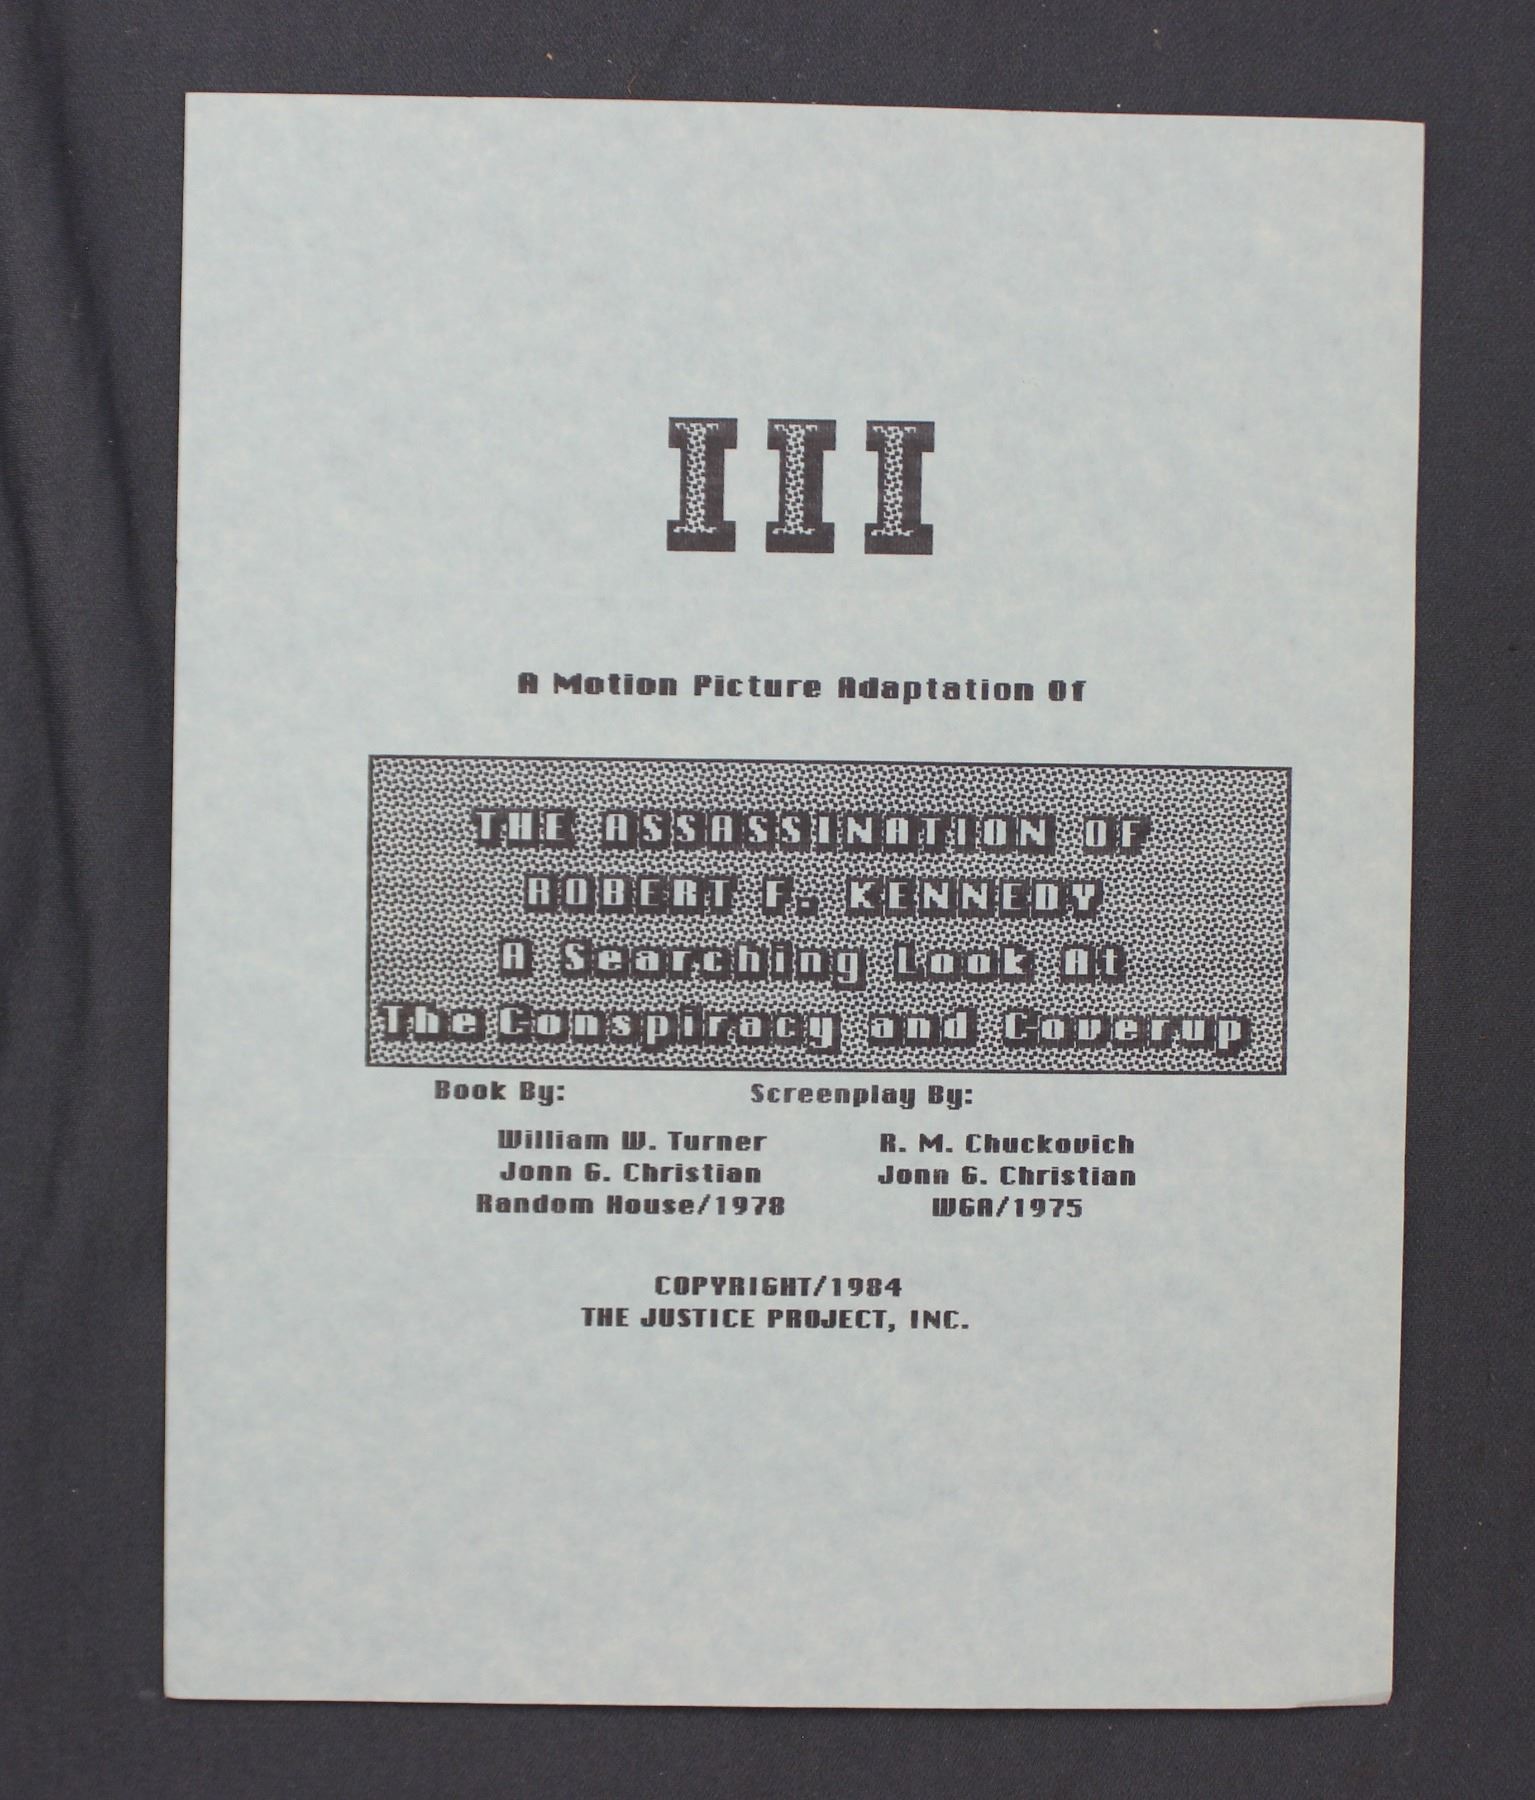 III
A Motion Picture Adaptation Of
THE ASSASSINATION OF
ROBERT F. KENNEDY
A Searching Look At
The Conspiracy and Coverup
Book By: Screenplay By:
William W. Turner R. M. Chuckovich
Jonn G. Christian Jonn G. Christian
Random House/1978 WGA/1975
COPYRIGHT/1984
THE JUSTICE PROJECT, INC.